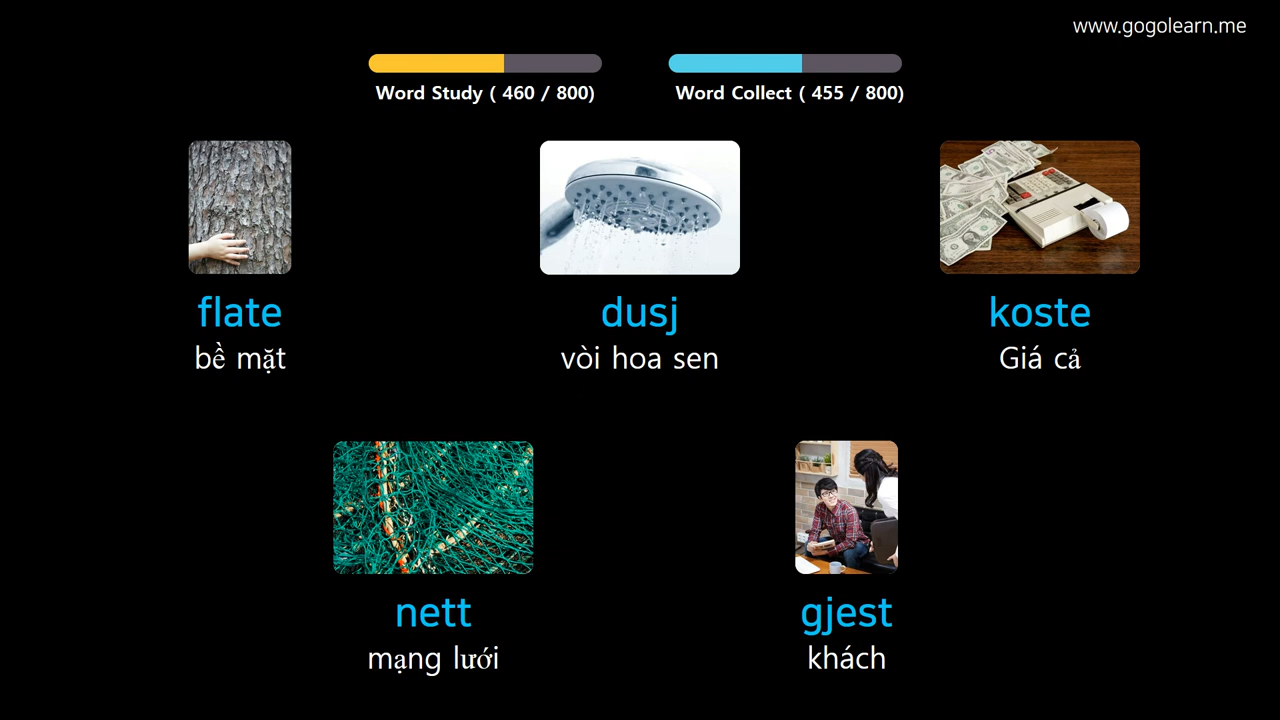 www.gogolearn.me
Word Study ( 460 / 800)
Word Collect ( 455 / 800)
flate
bề mặt
dusj
vòi hoa sen
koste
Giá cả
nett
mạng lưới
gjest
khách